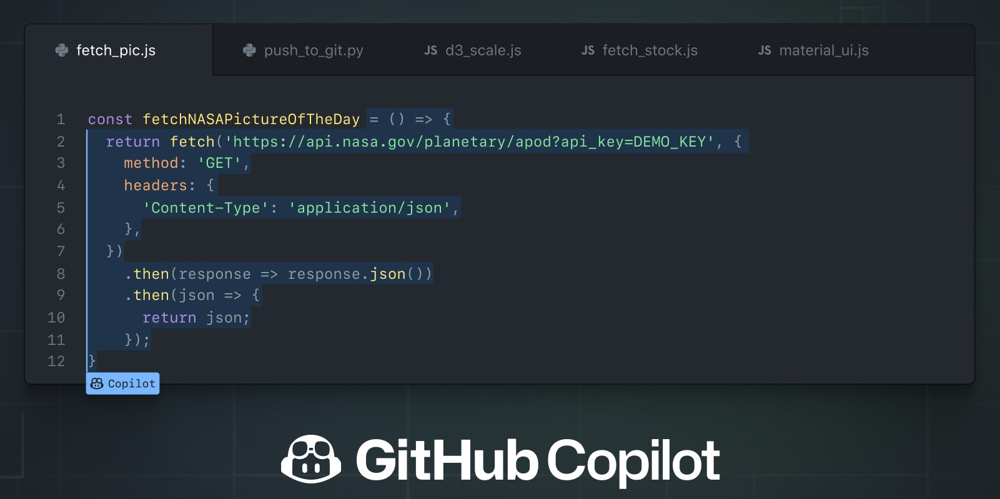 fetch_pic.js push_to_git.py JS d3_scale.js JS fetch_stock.js JS material_ui.js
1 const fetchNASAPictureOfTheDay = () => {
2   return fetch('https://api.nasa.gov/planetary/apod?api_key=DEMO_KEY', {
3     method: 'GET',
4     headers: {
5       'Content-Type': 'application/json',
6     },
7   })
8     .then(response => response.json())
9     .then(json => {
10       return json;
11     });
12 }
Copilot
GitHub Copilot